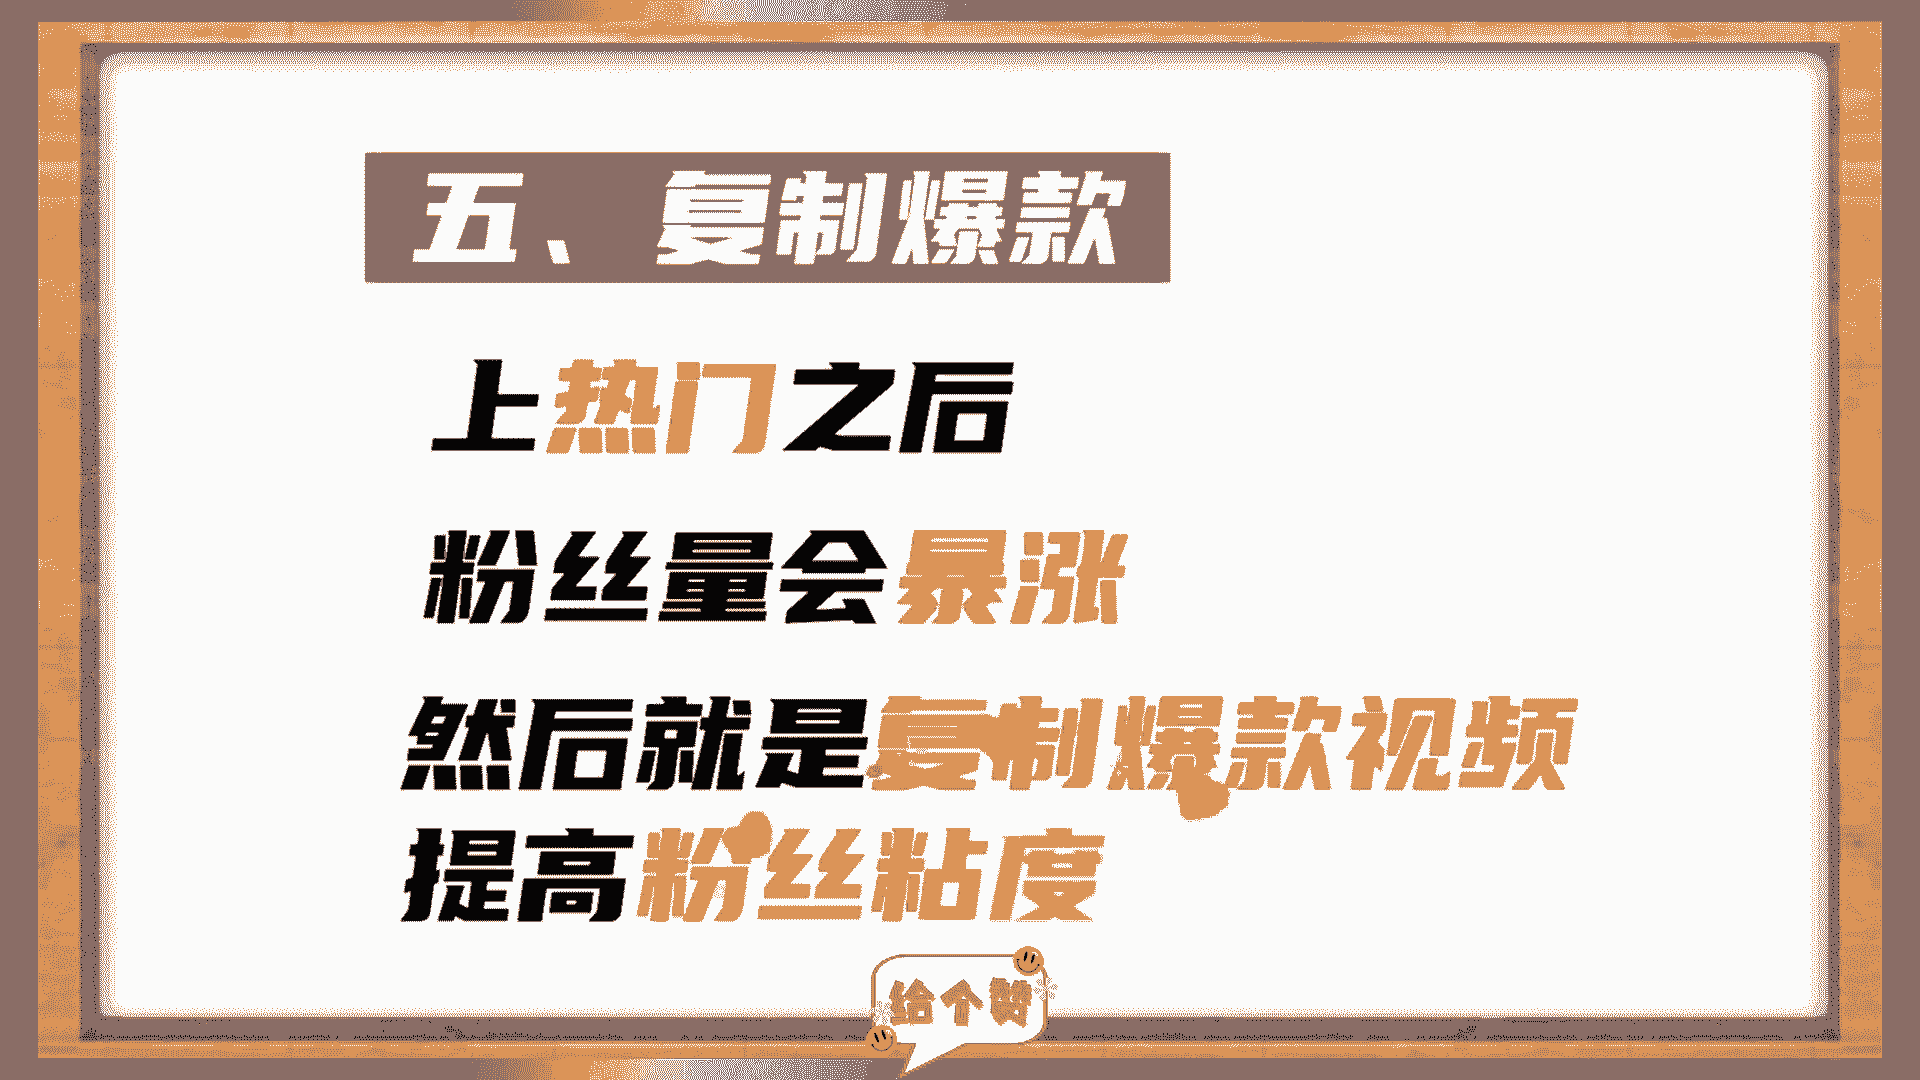 五、复制爆款
上热门之后
粉丝量会暴涨
然后就是复制爆款视频
提高粉丝粘度
给个赞